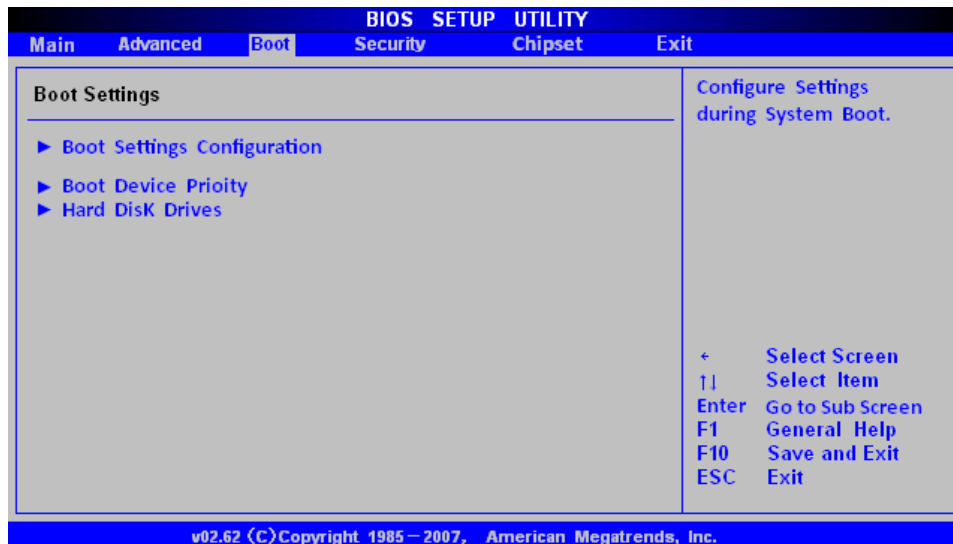 BIOS SETUP UTILITY
Main Advanced Boot Security Chipset Exit
Boot Settings
► Boot Settings Configuration
► Boot Device Prioity
► Hard DisK Drives
Configure Settings
during System Boot.
← Select Screen
↑↓ Select Item
Enter Go to Sub Screen
F1 General Help
F10 Save and Exit
ESC Exit
v02.62 (C)Copyright 1985-2007, American Megatrends, Inc.